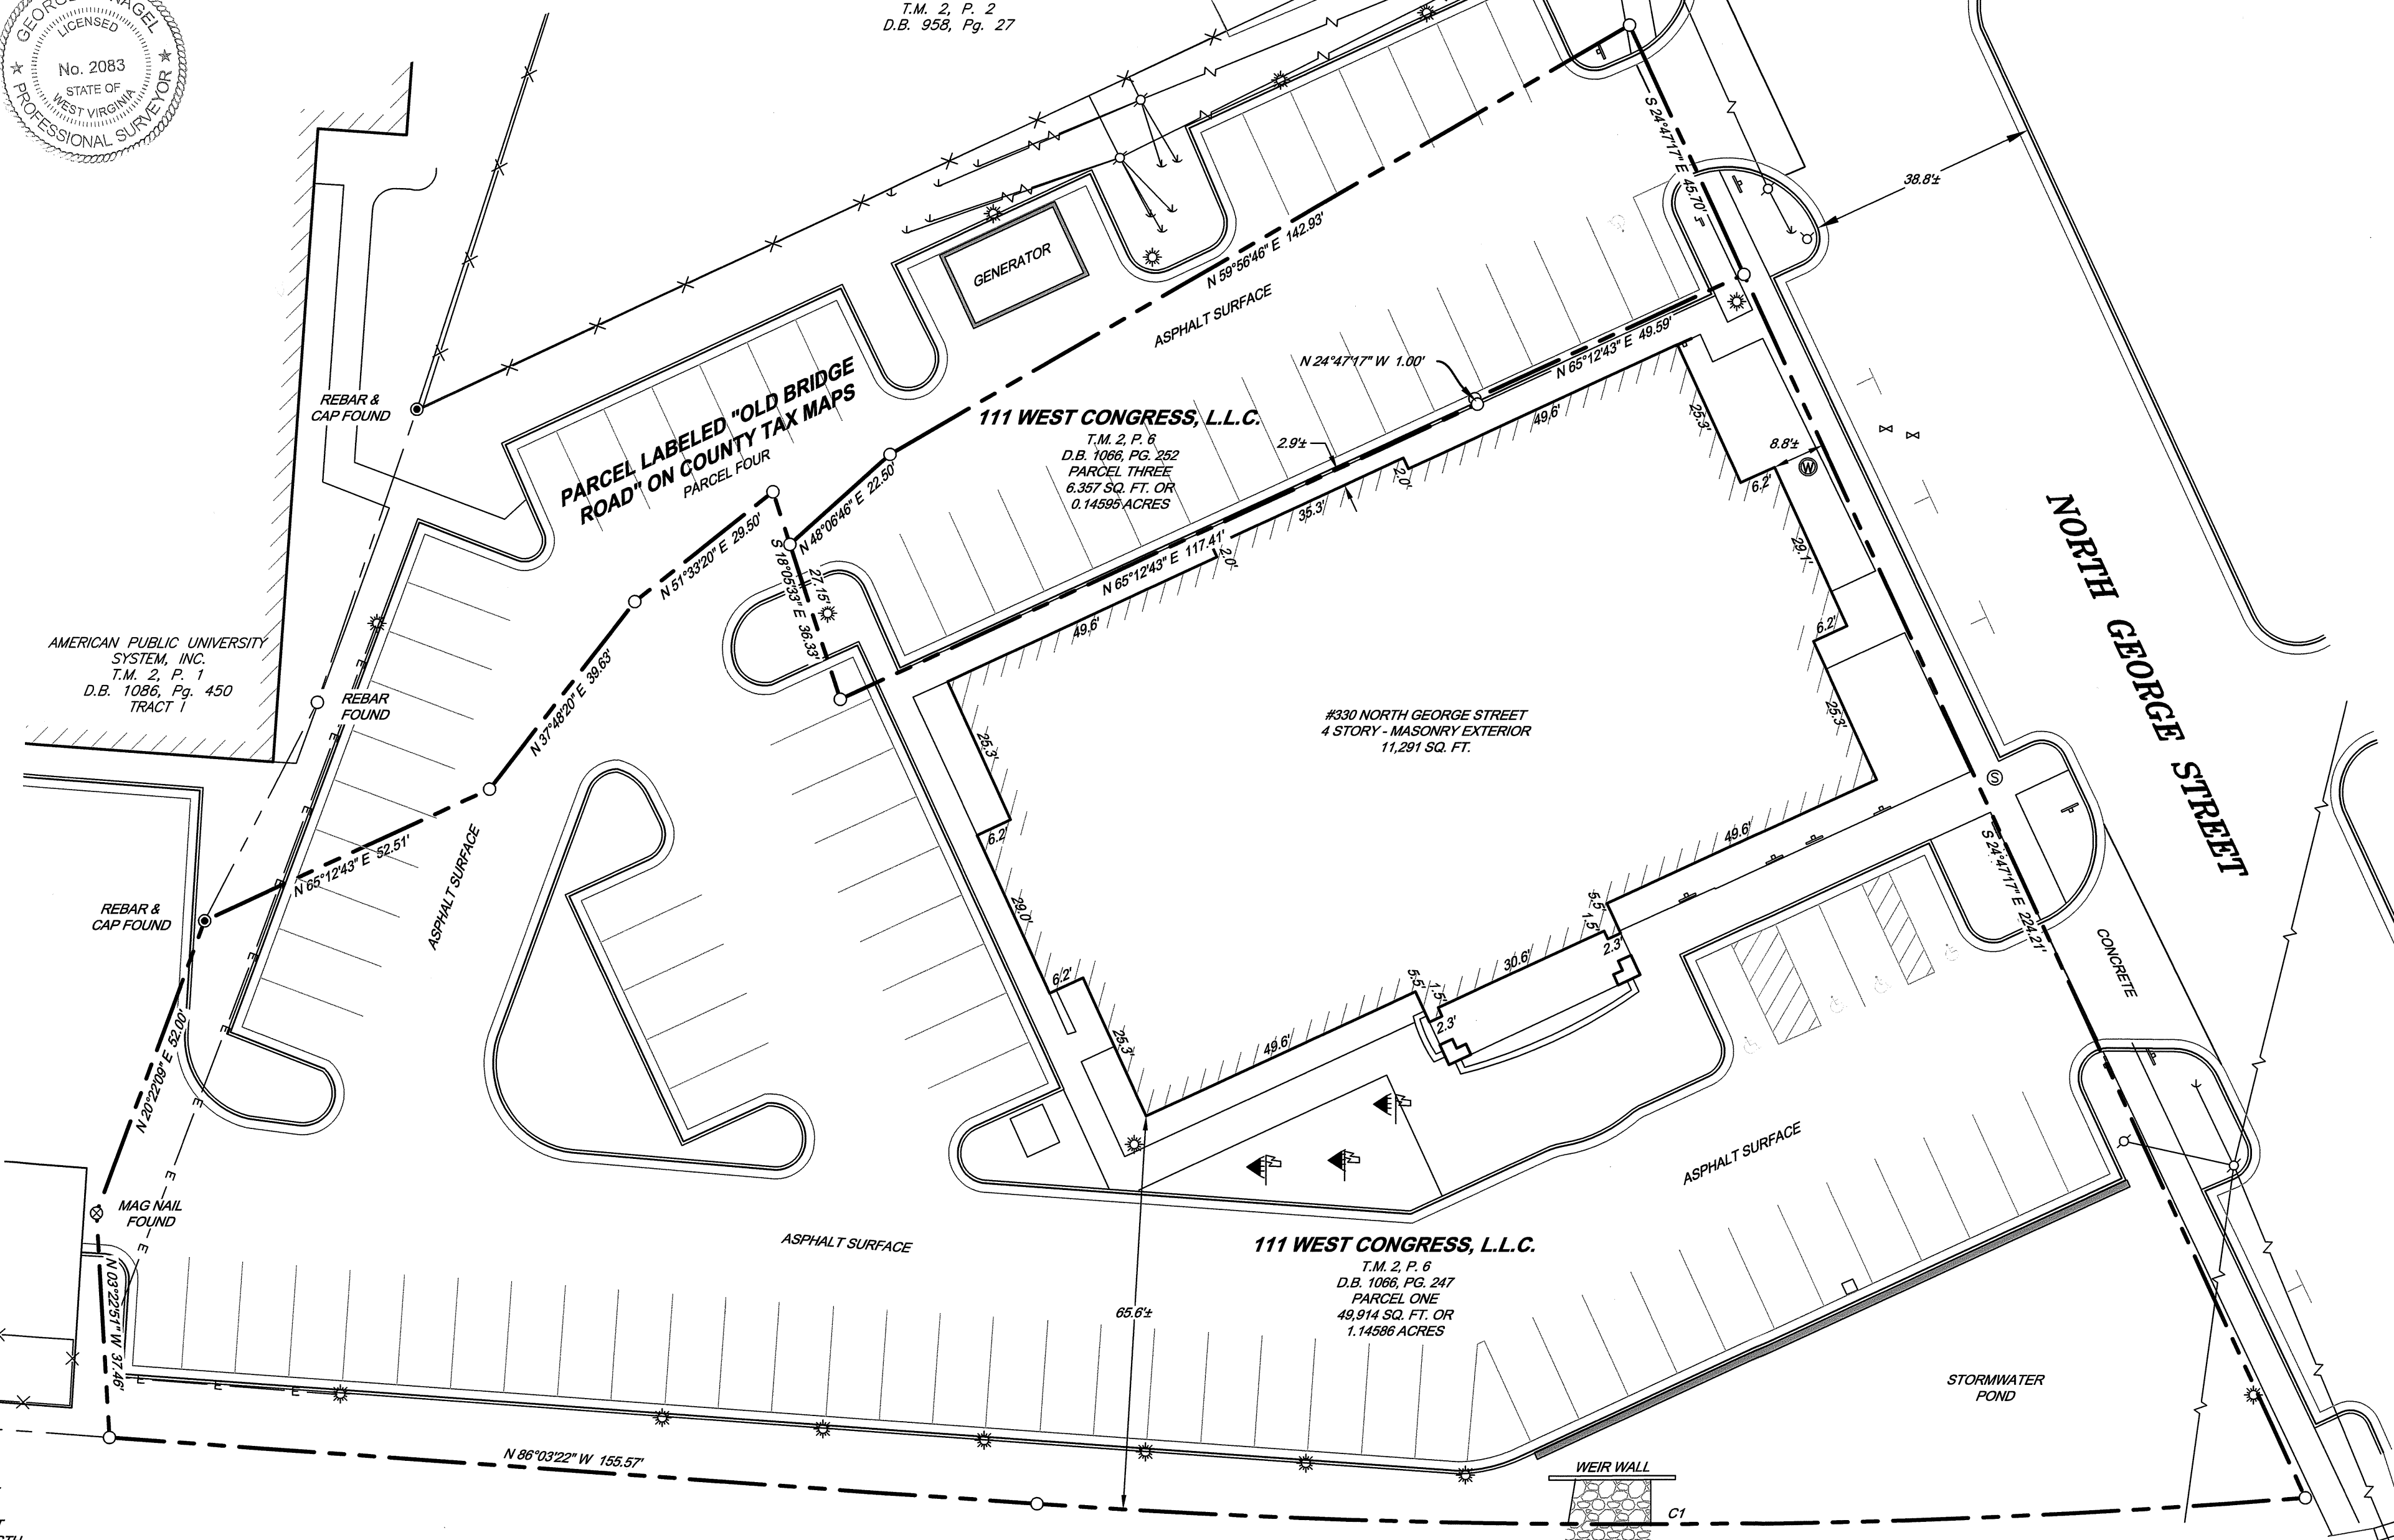 T.M. 2, P. 2
D.B. 958, Pg. 27
NAGEL
LICENSED
No. 2083
STATE OF
WEST VIRGINIA
PROFESSIONAL SURVEYOR
S 24°47'17" E 45.70'
38.8'±
GENERATOR
N 59°56'46" E 142.93'
ASPHALT SURFACE
N 24°47'17" W 1.00'
N 65°12'43" E 49.59'
REBAR &
CAP FOUND
PARCEL LABELED "OLD BRIDGE
ROAD" ON COUNTY TAX MAPS
PARCEL FOUR
111 WEST CONGRESS, L.L.C.
T.M. 2, P. 6
D.B. 1066, PG. 252
PARCEL THREE
6.357 SQ. FT. OR
0.14595 ACRES
2.9'±
49.6'
25.3'
8.8'±
W
6.2'
2.0'
35.3'
N 48°06'46" E 22.50'
N 51°33'20" E 29.50'
27.15'
S 18°05'33" E 36.33'
N 65°12'43" E 117.41'
2.0'
49.6'
29.1'
6.2'
NORTH GEORGE STREET
AMERICAN PUBLIC UNIVERSITY
SYSTEM, INC.
T.M. 2, P. 1
D.B. 1086, Pg. 450
TRACT I
REBAR
FOUND
N 37°48'20" E 39.63'
#330 NORTH GEORGE STREET
4 STORY - MASONRY EXTERIOR
11,291 SQ. FT.
25.3'
25.3'
S
6.2'
49.6'
S 24°47'17" E 224.21'
N 65°12'43" E 52.51'
ASPHALT SURFACE
REBAR &
CAP FOUND
29.0'
5.5'
1.5'
2.3'
30.6'
CONCRETE
6.2'
5.5'
1.5'
2.3'
25.3'
49.6'
N 20°22'09" E 52.00'
E
E
E
E
E
E
E
E
E
E
E
E
E
MAG NAIL
FOUND
ASPHALT SURFACE
ASPHALT SURFACE
111 WEST CONGRESS, L.L.C.
T.M. 2, P. 6
D.B. 1066, PG. 247
PARCEL ONE
49,914 SQ. FT. OR
1.14586 ACRES
65.6'±
N 03°22'51" W 37.46'
STORMWATER
POND
N 86°03'22" W 155.57'
WEIR WALL
C1